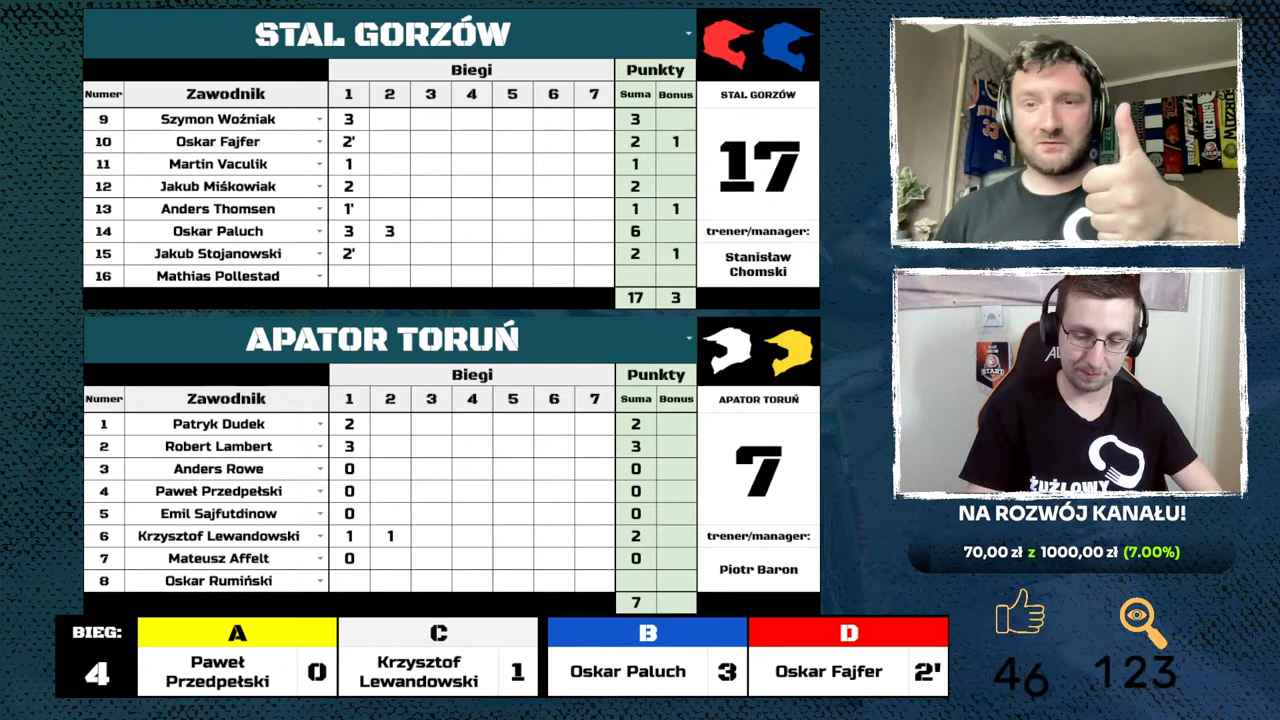 STAL GORZÓW
Biegi Punkty
Numer Zawodnik 1 2 3 4 5 6 7 Suma Bonus STAL GORZÓW
9 Szymon Woźniak 3 3
10 Oskar Fajfer 2' 2 1
11 Martin Vaculik 1 1
12 Jakub Miśkowiak 2 2
13 Anders Thomsen 1' 1 1
14 Oskar Paluch 3 3 6
15 Jakub Stojanowski 2' 2 1
16 Mathias Pollestad
17 3
17
trener/manager:
Stanisław
Chomski
APATOR TORUŃ
Biegi Punkty
Numer Zawodnik 1 2 3 4 5 6 7 Suma Bonus APATOR TORUŃ
1 Patryk Dudek 2 2
2 Robert Lambert 3 3
3 Anders Rowe 0 0
4 Paweł Przedpełski 0 0
5 Emil Sajfutdinow 0 0
6 Krzysztof Lewandowski 1 1 2
7 Mateusz Affelt 0 0
8 Oskar Rumiński
7
7
trener/manager:
Piotr Baron
BIEG:
4
A
Paweł
Przedpełski 0
C
Krzysztof
Lewandowski 1
B
Oskar Paluch 3
D
Oskar Fajfer 2'
33
GNIEZNO
START
ŻUŻLOWY
NA ROZWÓJ KANAŁU!
70,00 zł z 1000,00 zł (7.00%)
46 123